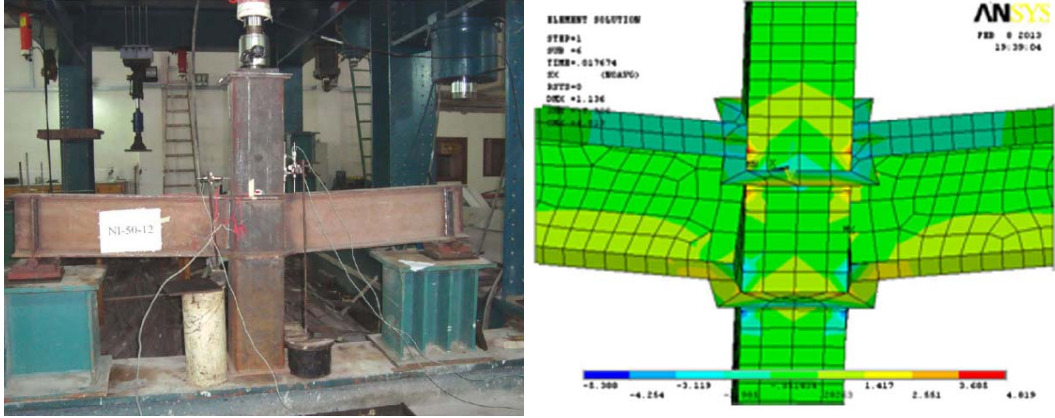 NI-50-12
ELEMENT SOLUTION
STEP=1
SUB =6
TIME=.017674
SX (NOAVG)
RSYS=0
DMX =1.136
ANSYS
FEB 8 2013
19:39:04
-5.388 -3.119 1.417 3.685
-4.254 2.551 4.819